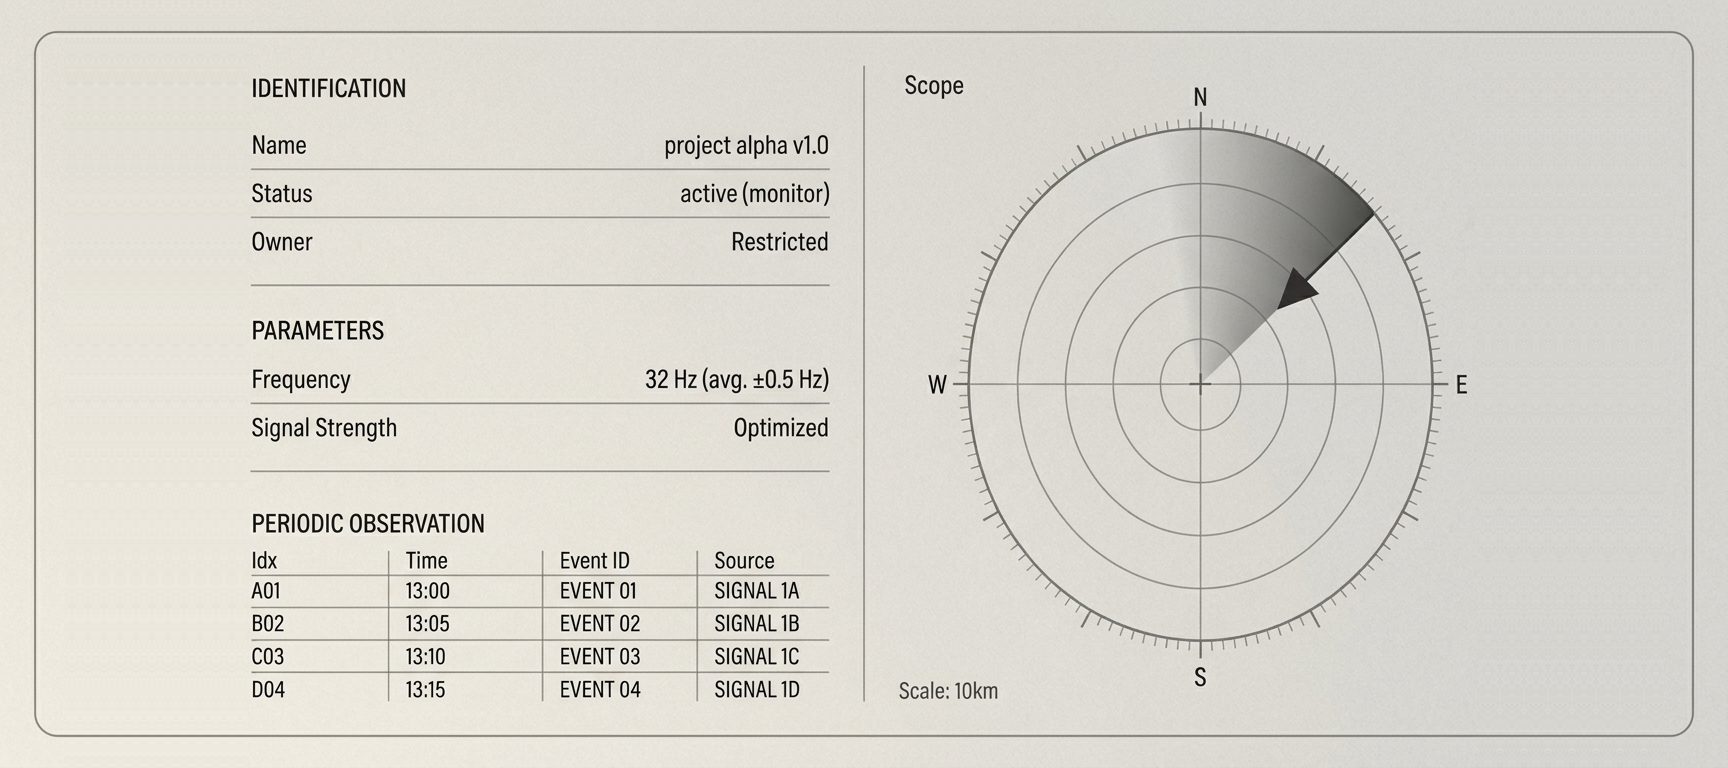 IDENTIFICATION
Name project alpha v1.0
Status active (monitor)
Owner Restricted
PARAMETERS
Frequency 32 Hz (avg. ±0.5 Hz)
Signal Strength Optimized
PERIODIC OBSERVATION
Idx Time Event ID Source
A01 13:00 EVENT 01 SIGNAL 1A
B02 13:05 EVENT 02 SIGNAL 1B
C03 13:10 EVENT 03 SIGNAL 1C
D04 13:15 EVENT 04 SIGNAL 1D
Scope
N
W E
S
Scale: 10km